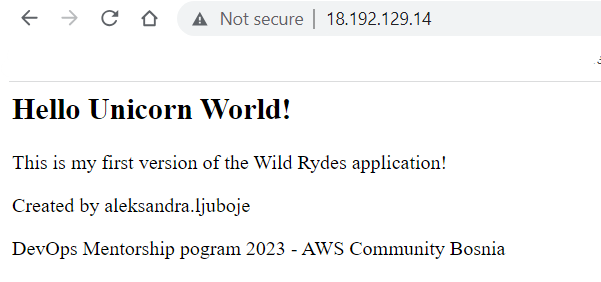 Not secure | 18.192.129.14
Hello Unicorn World!
This is my first version of the Wild Rydes application!
Created by aleksandra.ljuboje
DevOps Mentorship pogram 2023 - AWS Community Bosnia